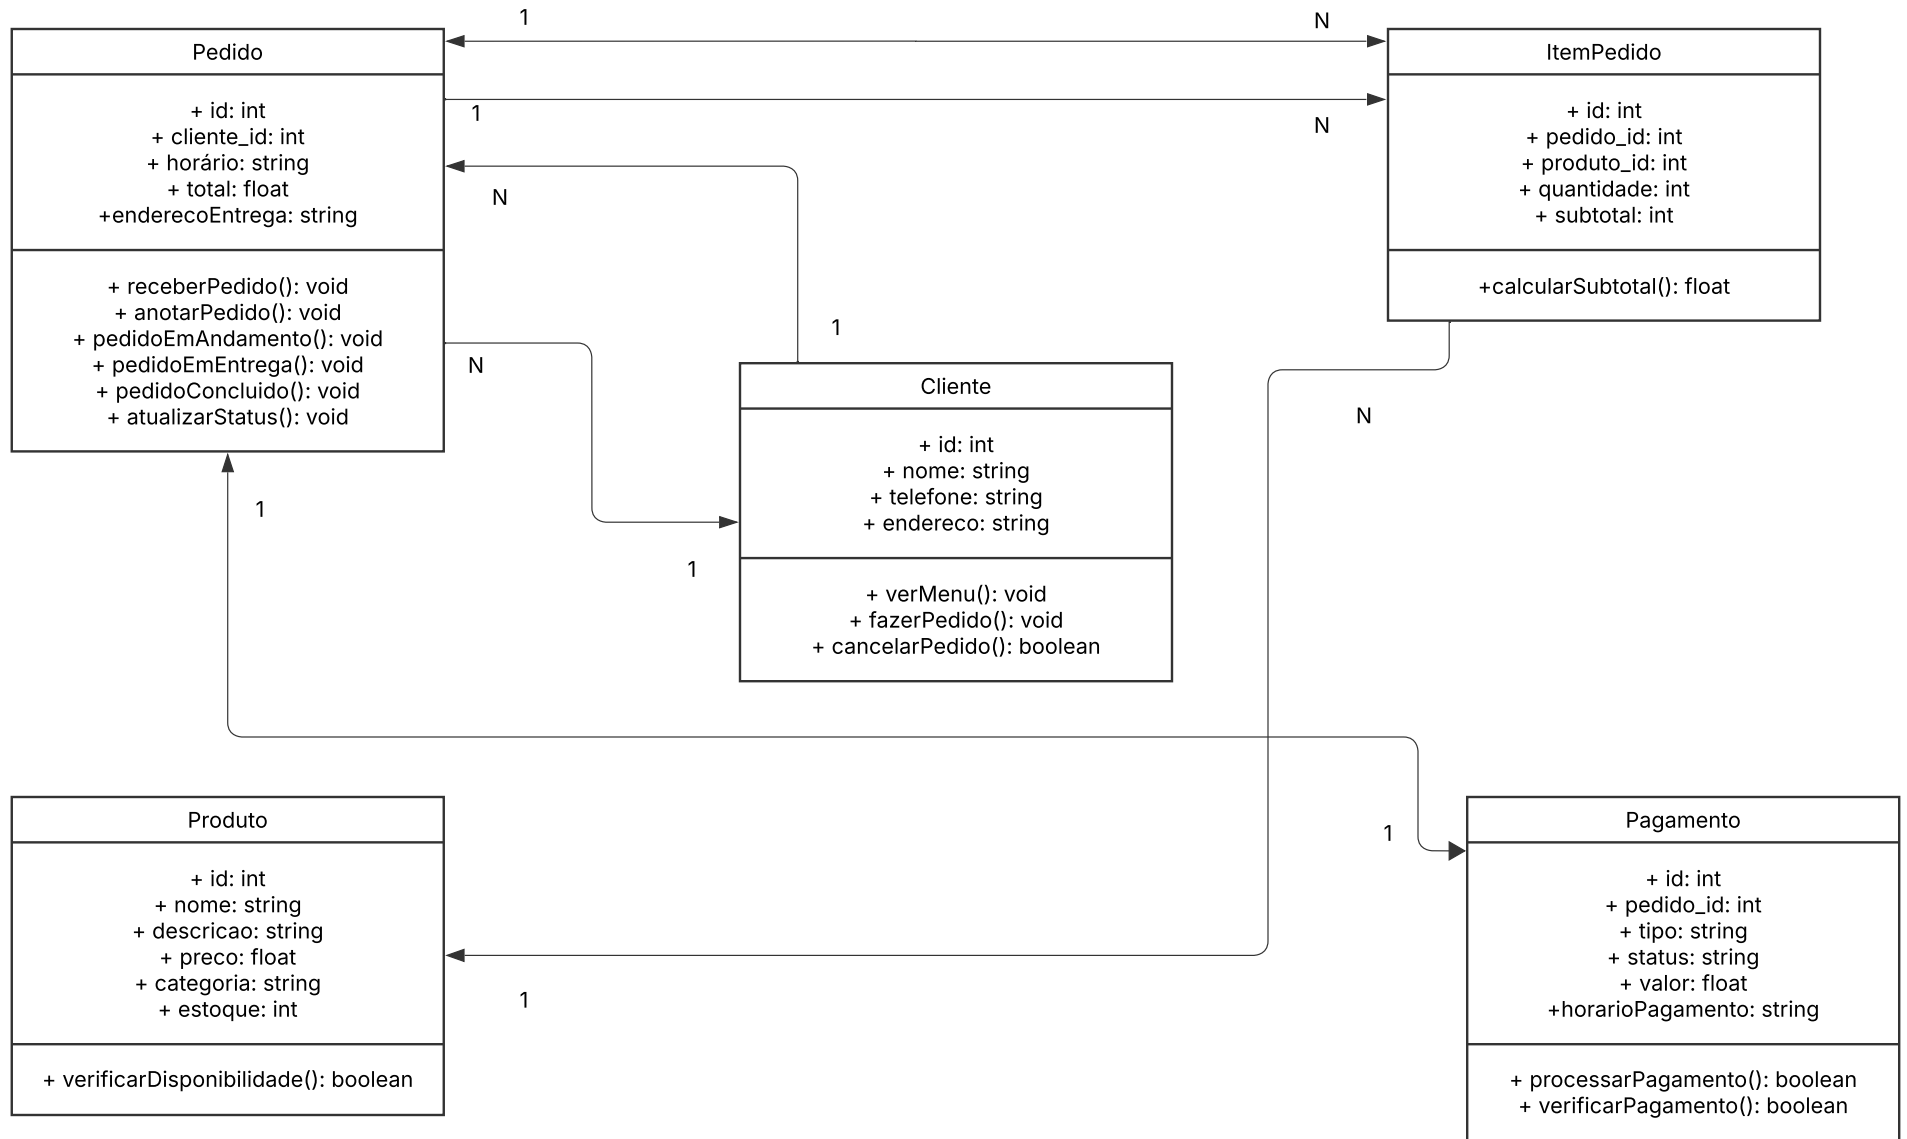 1
N
Pedido
+ id: int
+ cliente_id: int
+ horário: string
+ total: float
+enderecoEntrega: string
+ receberPedido(): void
+ anotarPedido(): void
+ pedidoEmAndamento(): void
+ pedidoEmEntrega(): void
+ pedidoConcluido(): void
+ atualizarStatus(): void
ItemPedido
+ id: int
+ pedido_id: int
+ produto_id: int
+ quantidade: int
+ subtotal: int
+calcularSubtotal(): float
1
N
N
1
N
1
Cliente
+ id: int
+ nome: string
+ telefone: string
+ endereco: string
+ verMenu(): void
+ fazerPedido(): void
+ cancelarPedido(): boolean
N
1
1
1
Produto
+ id: int
+ nome: string
+ descricao: string
+ preco: float
+ categoria: string
+ estoque: int
+ verificarDisponibilidade(): boolean
1
Pagamento
+ id: int
+ pedido_id: int
+ tipo: string
+ status: string
+ valor: float
+horarioPagamento: string
+ processarPagamento(): boolean
+ verificarPagamento(): boolean